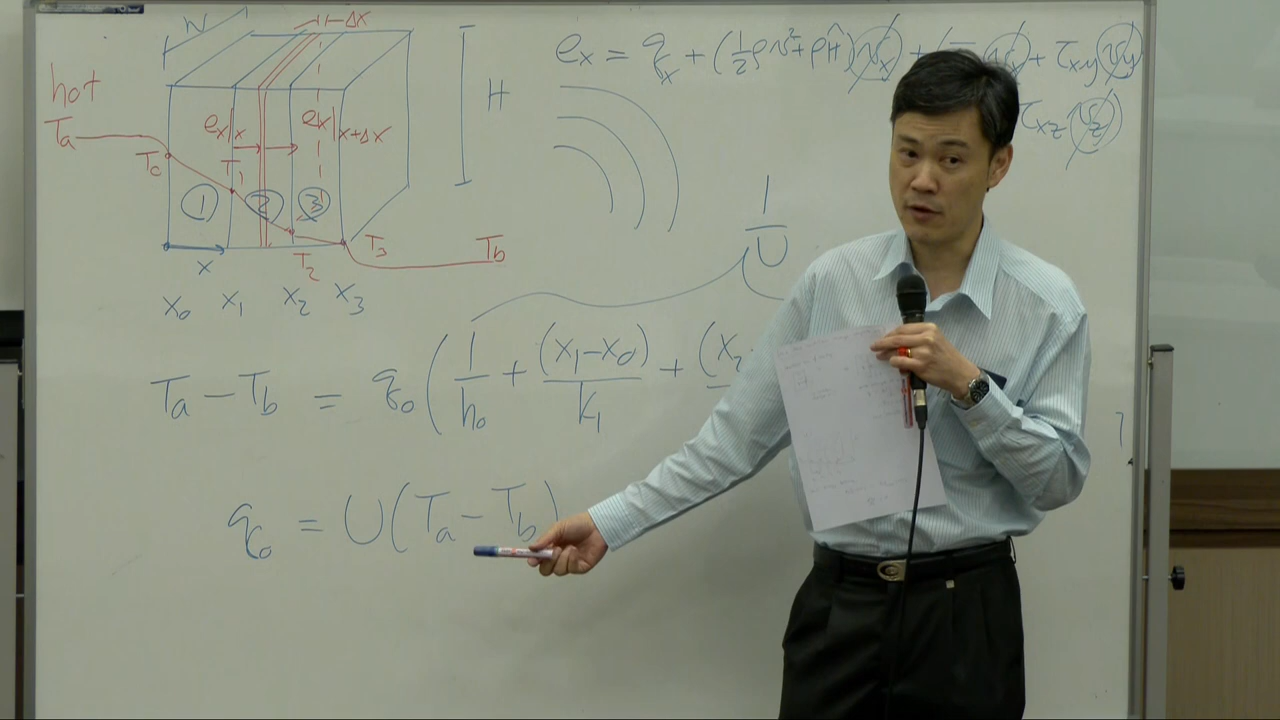 W
Δx
hot
Ta
T0
ex|x
T1
ex|x+Δx
1
2
3
T2
T3
Tb
x
x0 x1 x2 x3
H
ex = qx + (½ρv²+ρĤ)vx + τxy vy
τxz vz
1/U
Ta − Tb = q0 ( 1/h0 + (x1−x0)/k1 + (x2
q0 = U(Ta − Tb)